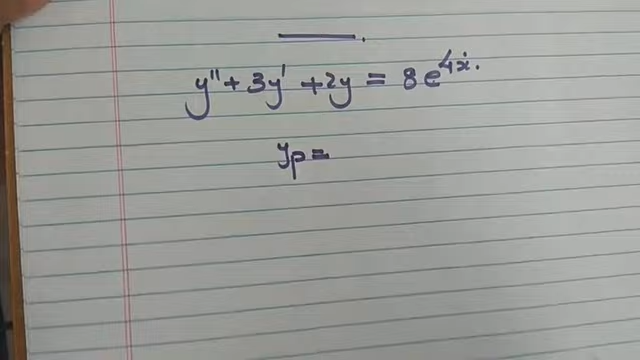 y" + 3y' + 2y = 8e^4x.
yp =